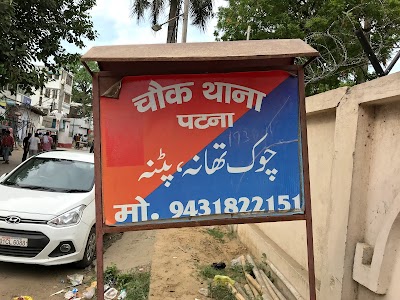 चौक थाना
पटना
چوک تھانہ، پٹنہ
मो. 9431822151